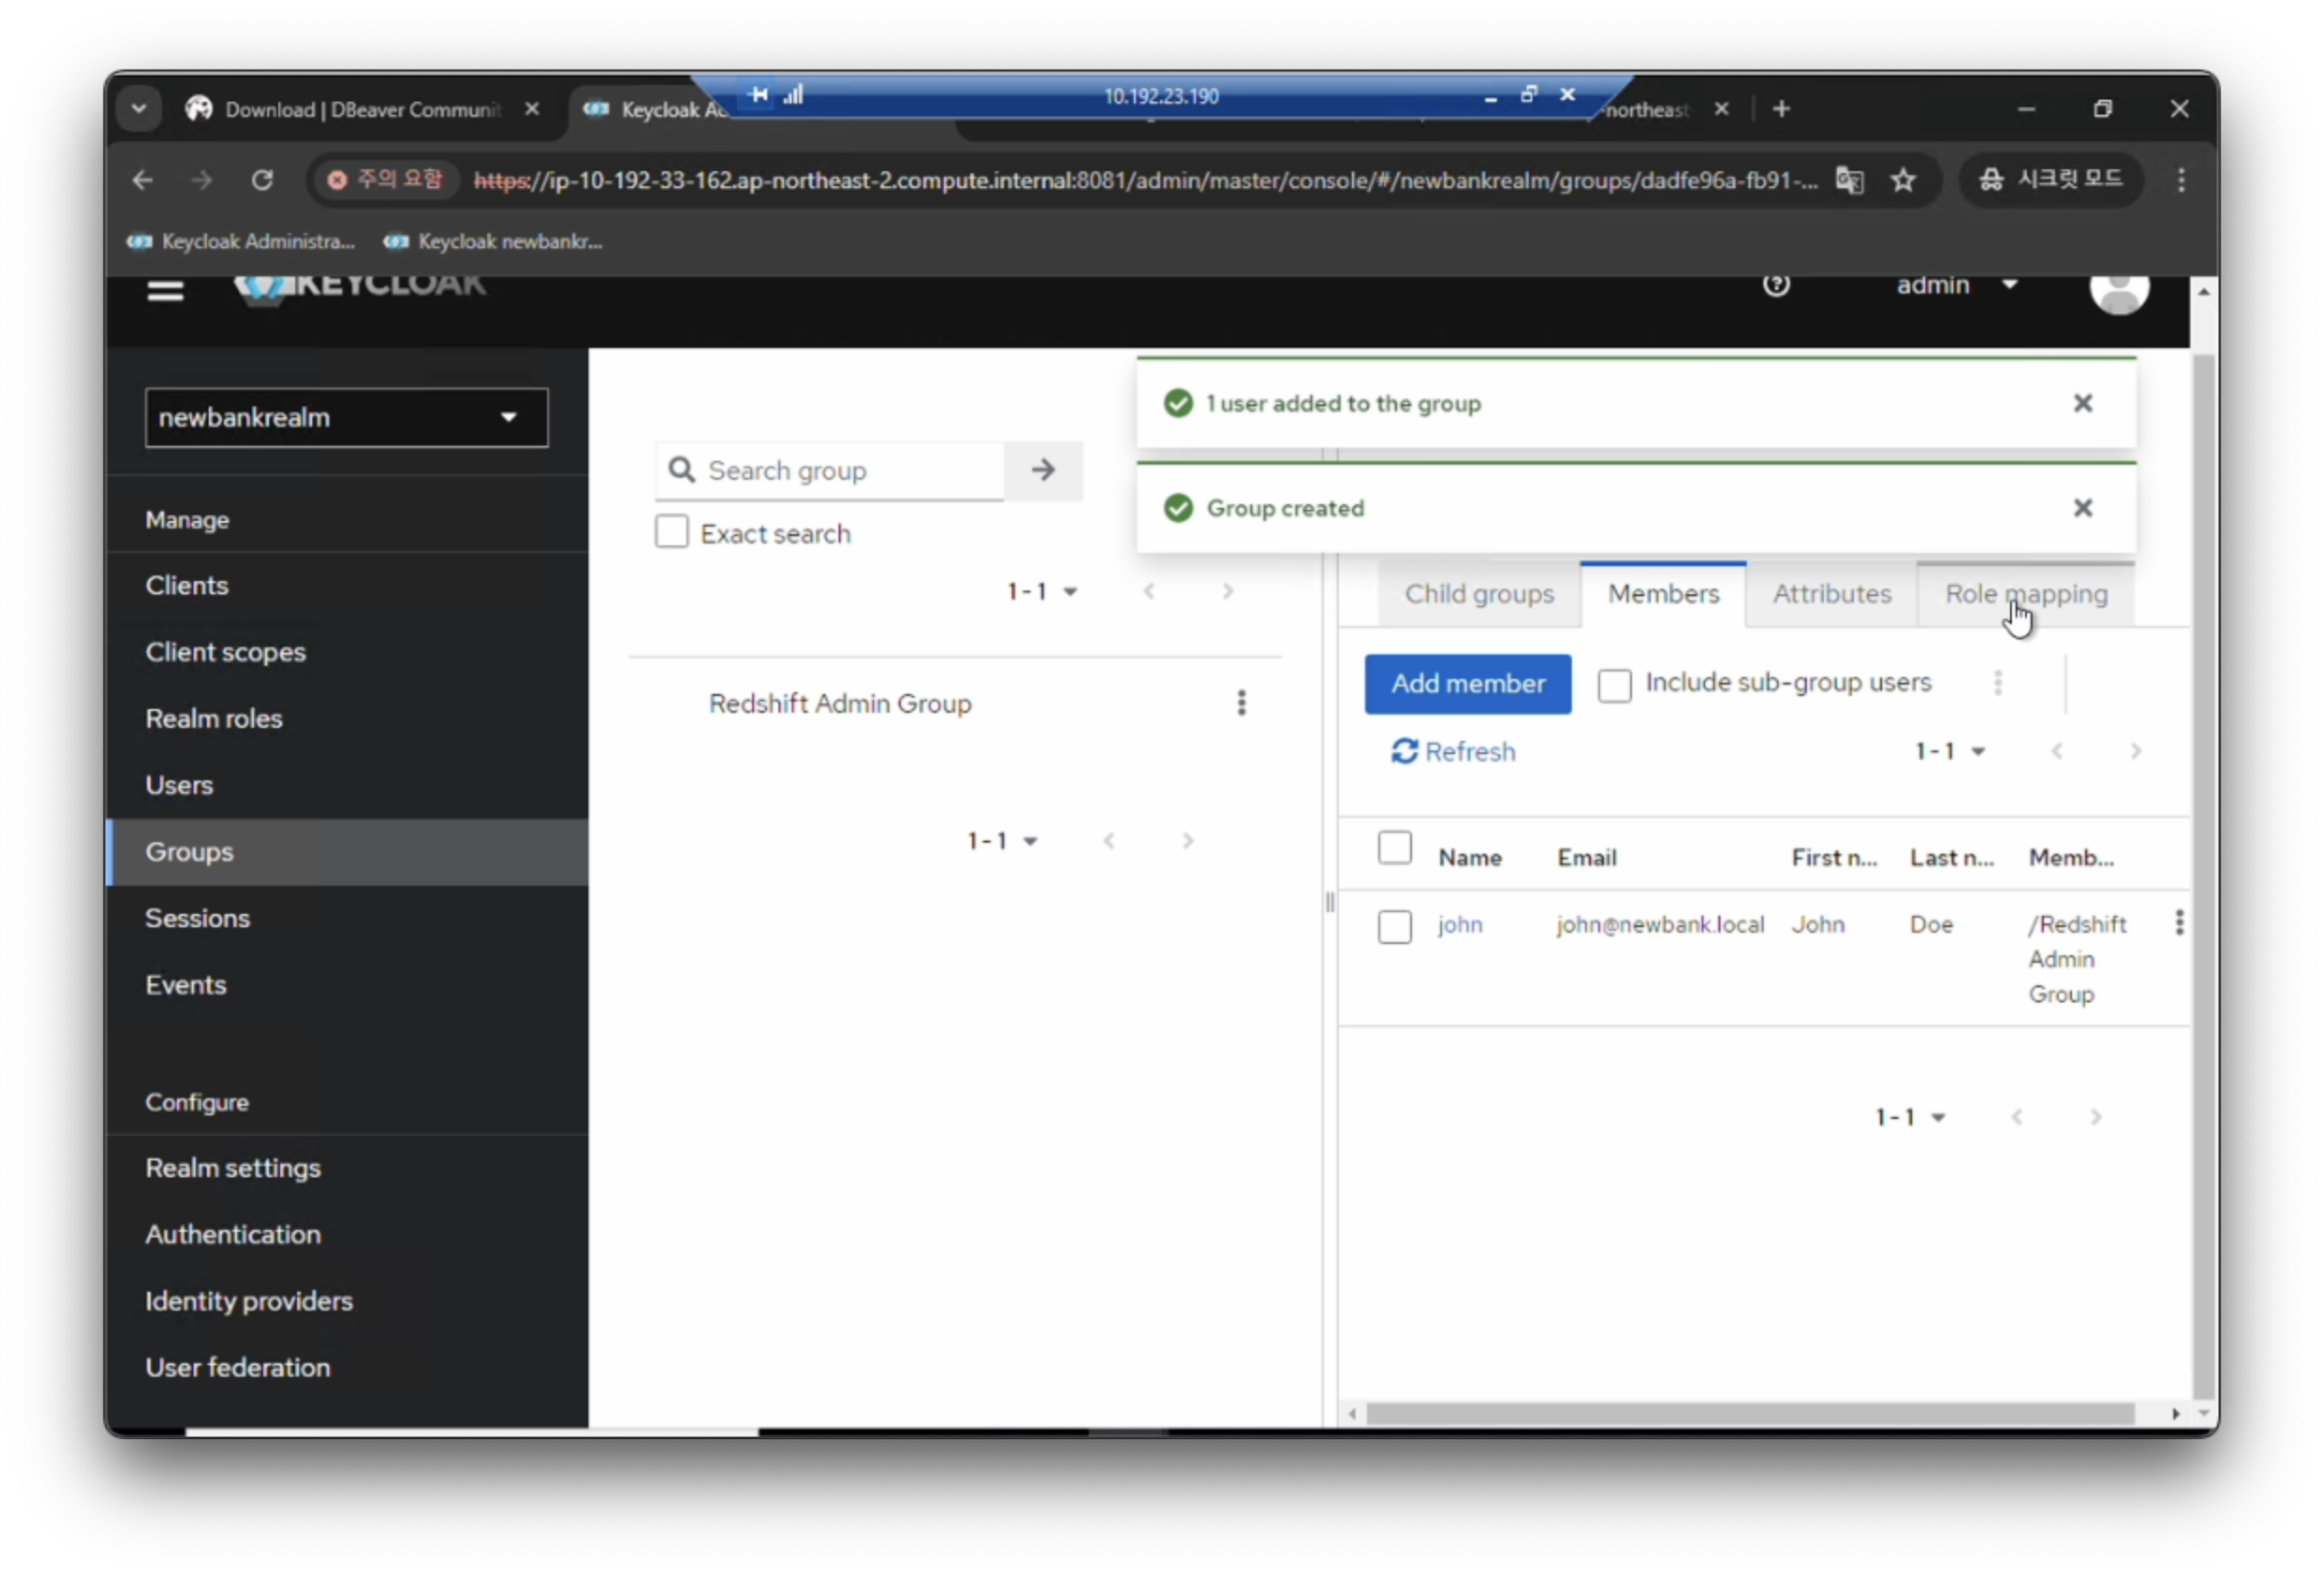 10.192.23.190
Download | DBeaver Communit
Keycloak A
-northeast
주의 요함
https://ip-10-192-33-162.ap-northeast-2.compute.internal:8081/admin/master/console/#/newbankrealm/groups/dadfe96a-fb91-...
시크릿 모드
Keycloak Administra...
Keycloak newbankr...
KEYCLOAK
admin
newbankrealm
Manage
Clients
Client scopes
Realm roles
Users
Groups
Sessions
Events
Configure
Realm settings
Authentication
Identity providers
User federation
Search group
Exact search
1 - 1
Redshift Admin Group
1 - 1
1 user added to the group
Group created
Child groups
Members
Attributes
Role mapping
Add member
Include sub-group users
Refresh
1 - 1
Name Email First n... Last n... Memb...
john john@newbank.local John Doe /Redshift
Admin
Group
1 - 1